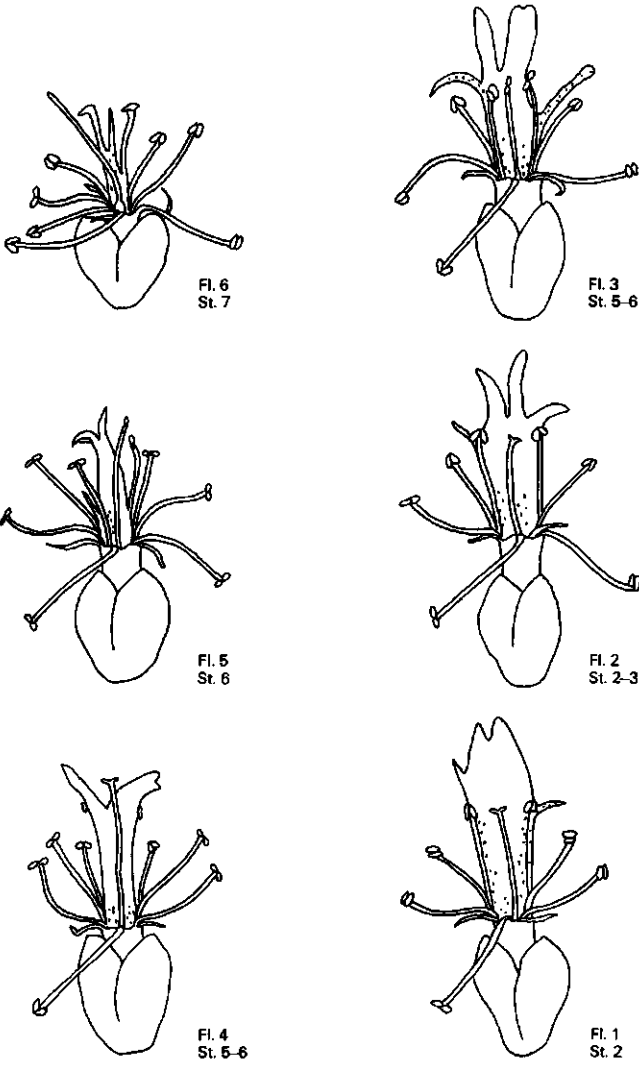 Fl. 6
St. 7
Fl. 3
St. 5–6
Fl. 5
St. 6
Fl. 2
St. 2–3
Fl. 4
St. 5–6
Fl. 1
St. 2